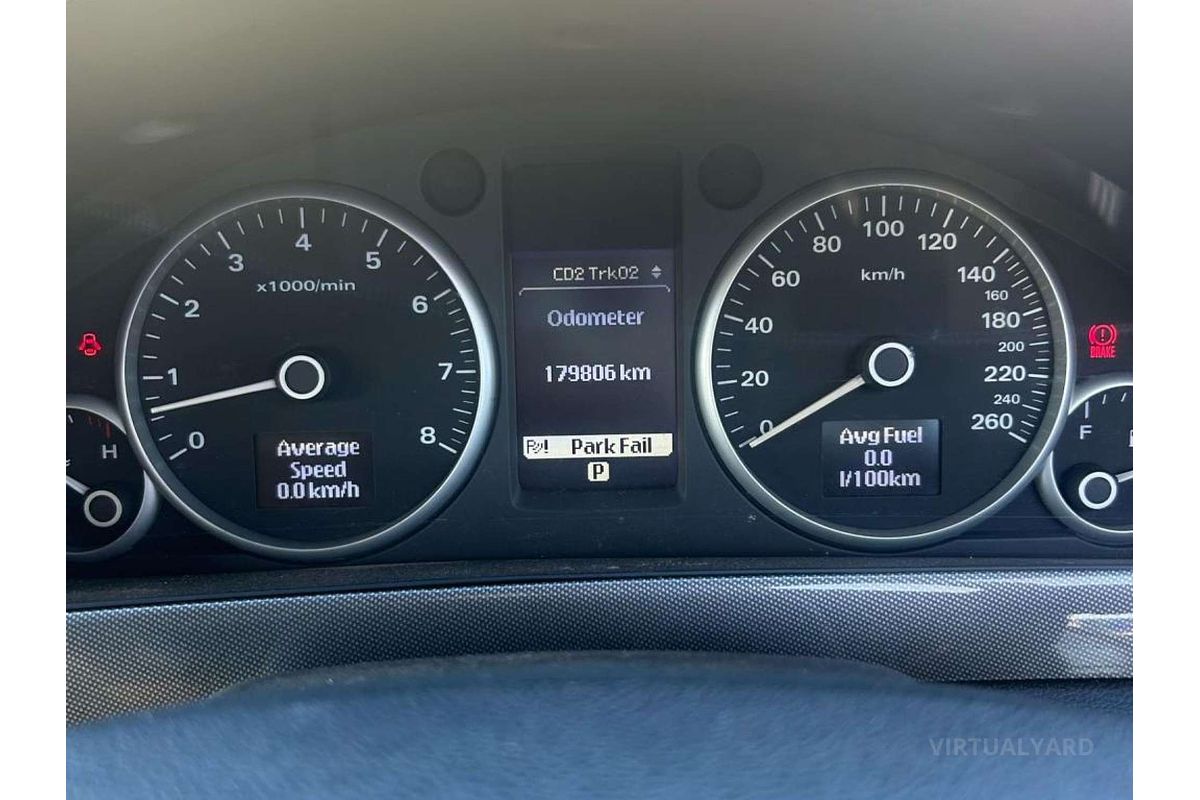 0
1
2
3
4
5
6
7
8
x1000/min
Average
Speed
0.0 km/h
H
CD2 Trk02
Odometer
179806 km
Park Fail
P
0
20
40
60
80
100
120
140
160
180
200
220
240
260
km/h
Avg Fuel
0.0
l/100km
BRAKE
F
VIRTUALYARD